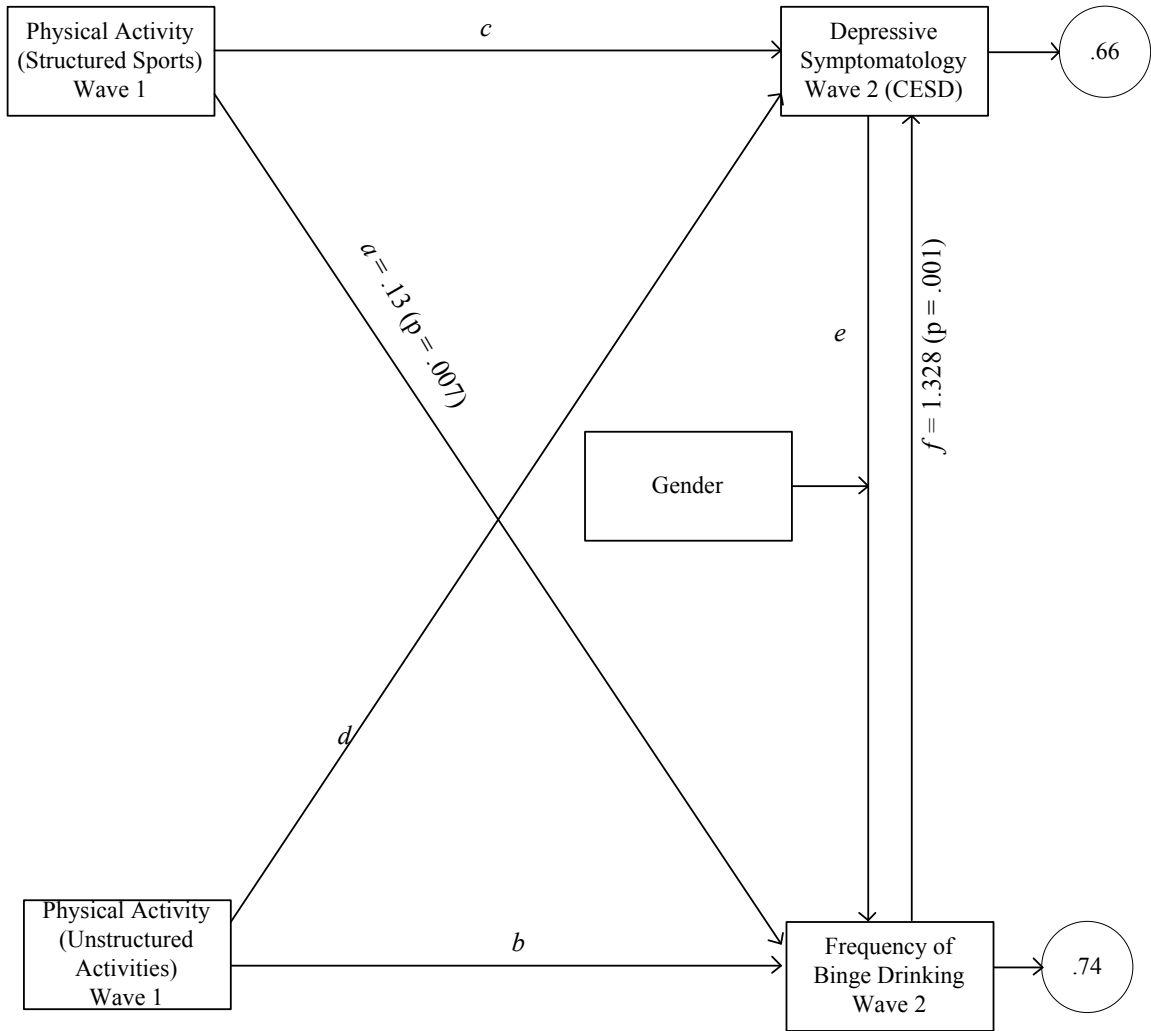 Physical Activity
(Structured Sports)
Wave 1
c
Depressive
Symptomatology
Wave 2 (CESD)
.66
a = .13 (p = .007)
e
f = 1.328 (p = .001)
Gender
d
Physical Activity
(Unstructured
Activities)
Wave 1
b
Frequency of
Binge Drinking
Wave 2
.74